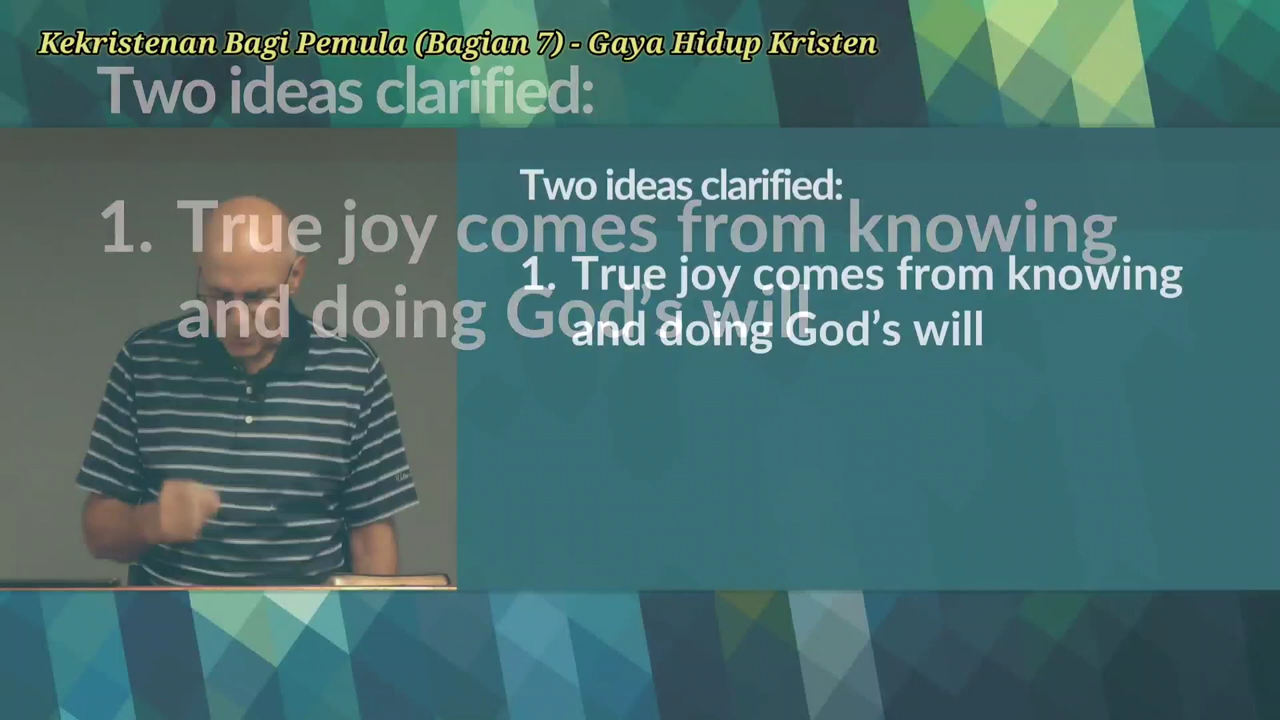 Kekristenan Bagi Pemula (Bagian 7) - Gaya Hidup Kristen
Two ideas clarified:
1. True joy comes from knowing
and doing God's will
Two ideas clarified:
1. True joy comes from knowing
and doing God's will